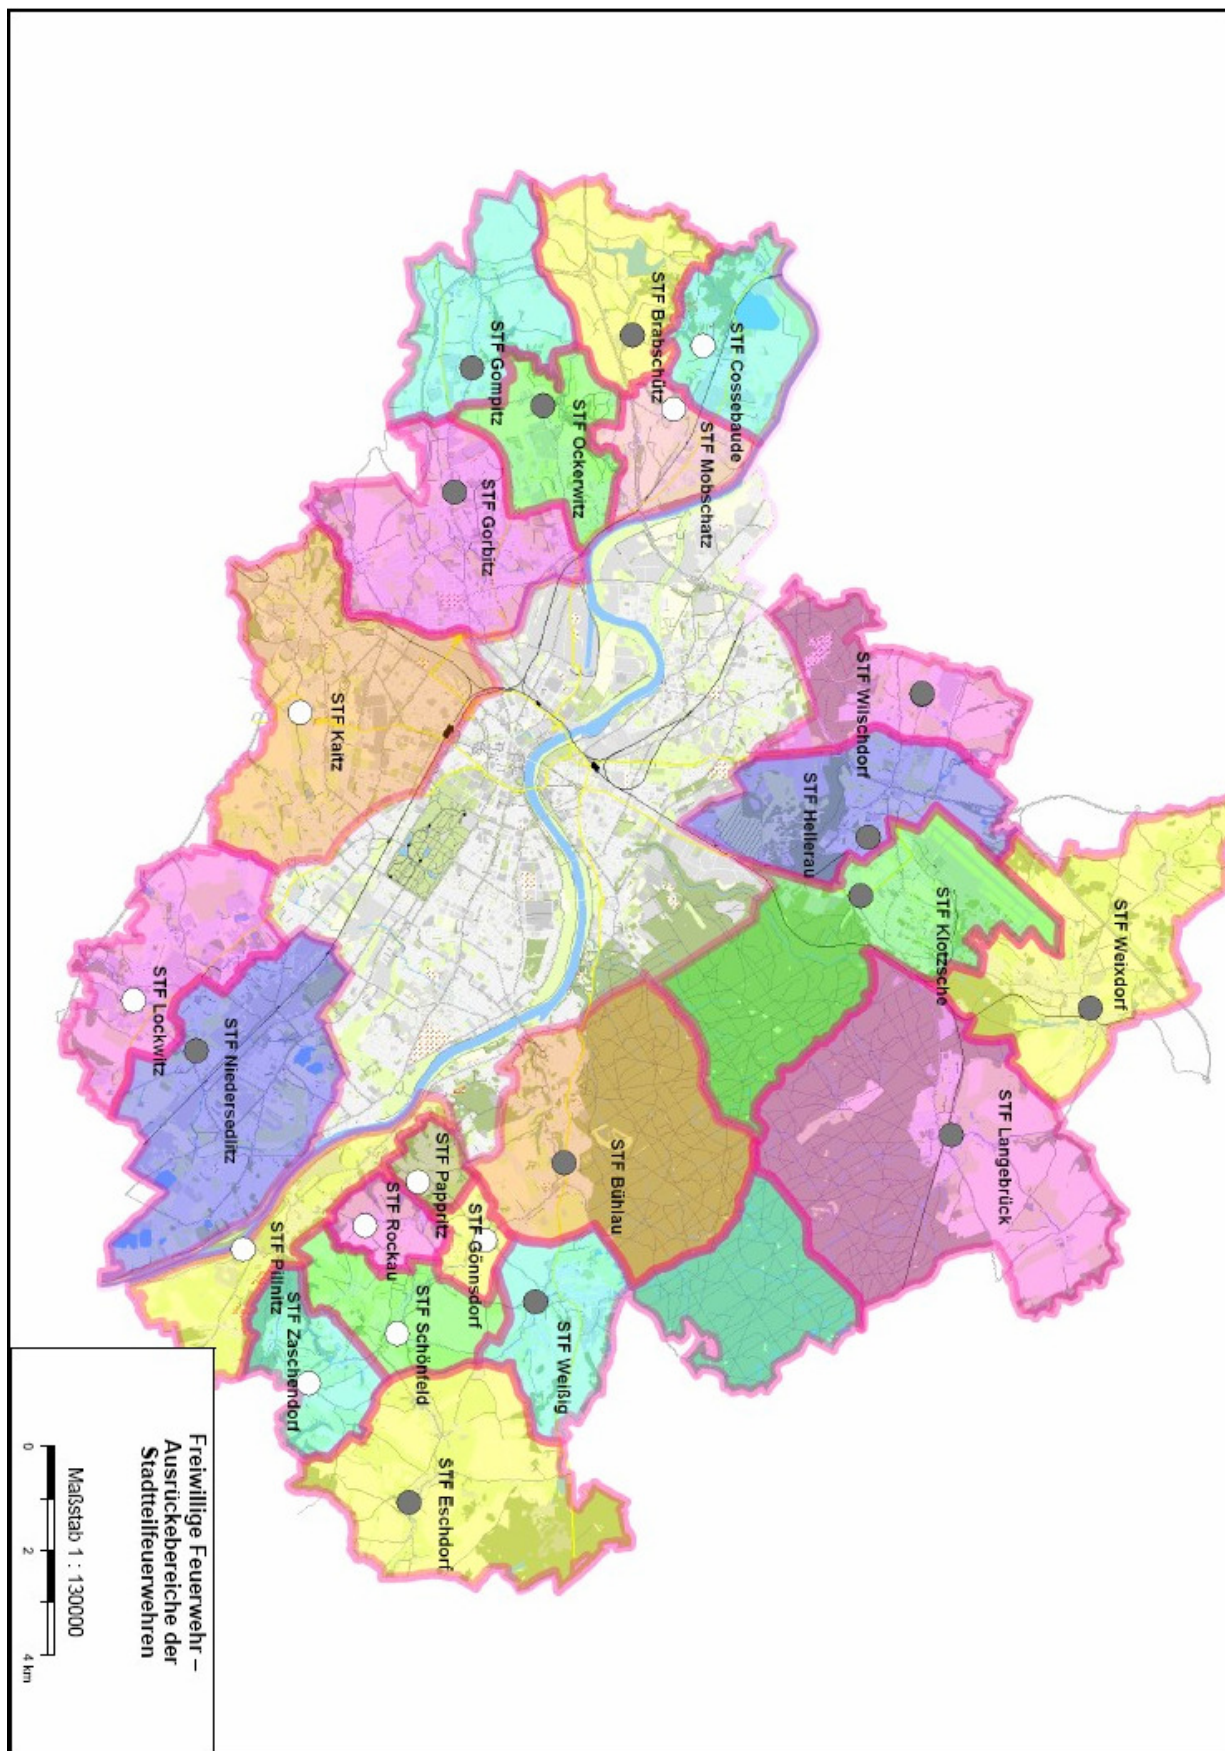 STF Weixdorf
STF Wilschdorf
STF Klotzsche
STF Langebrück
STF Hellerau
STF Cossebaude
STF Mobschatz
STF Brabschütz
STF Ockerwitz
STF Bühlau
STF Weißig
STF Gompitz
STF Gorbitz
STF Gönnsdorf
STF Pappritz
STF Eschdorf
STF Schönfeld
STF Rockau
STF Kaitz
STF Zaschendorf
STF Pillnitz
STF Niedersedlitz
STF Lockwitz
Freiwillige Feuerwehr –
Ausrückebereiche der
Stadtteilfeuerwehren
Maßstab 1 : 130000
0 2 4 km